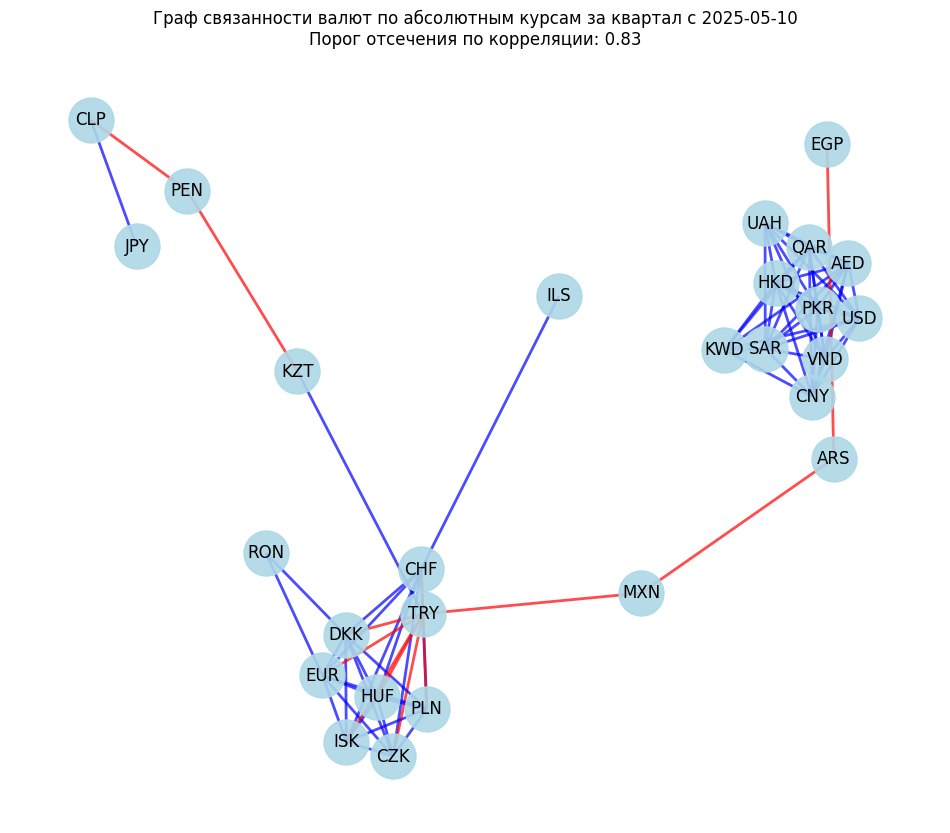 Граф связанности валют по абсолютным курсам за квартал с 2025-05-10
Порог отсечения по корреляции: 0.83
CLP
EGP
PEN
UAH
JPY
QAR
AED
HKD
ILS
PKR
USD
KWD
SAR
VND
KZT
CNY
ARS
RON
CHF
MXN
TRY
DKK
EUR
HUF
PLN
ISK
CZK